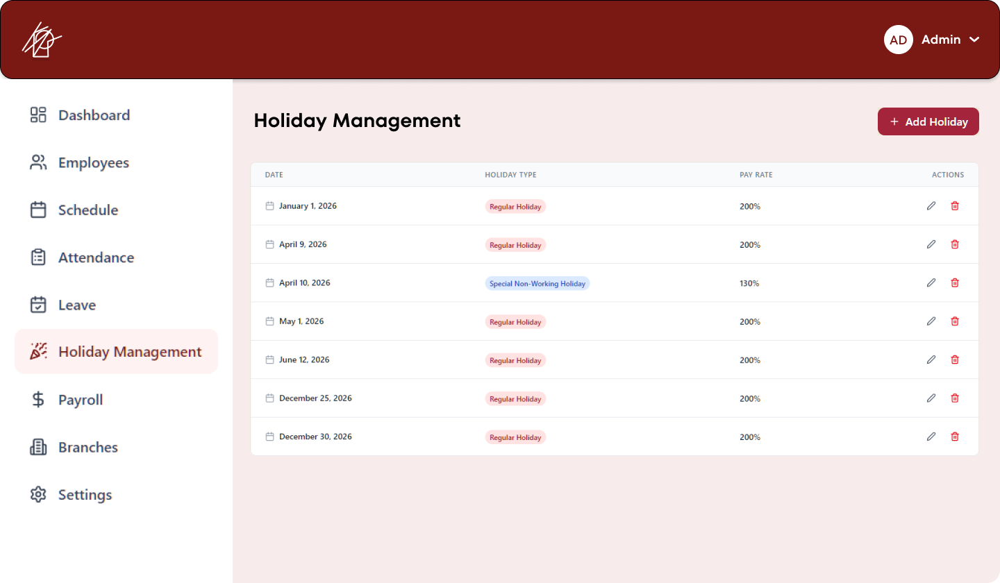 AD Admin
Dashboard
Employees
Schedule
Attendance
Leave
Holiday Management
Payroll
Branches
Settings
Holiday Management
+ Add Holiday
DATE HOLIDAY TYPE PAY RATE ACTIONS
January 1, 2026 Regular Holiday 200%
April 9, 2026 Regular Holiday 200%
April 10, 2026 Special Non-Working Holiday 130%
May 1, 2026 Regular Holiday 200%
June 12, 2026 Regular Holiday 200%
December 25, 2026 Regular Holiday 200%
December 30, 2026 Regular Holiday 200%